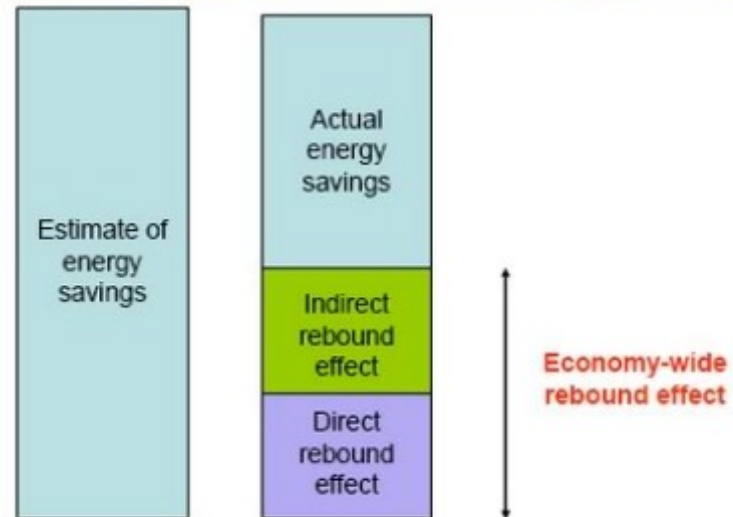 Estimate of
energy
savings
Actual
energy
savings
Indirect
rebound
effect
Direct
rebound
effect
Economy-wide
rebound effect